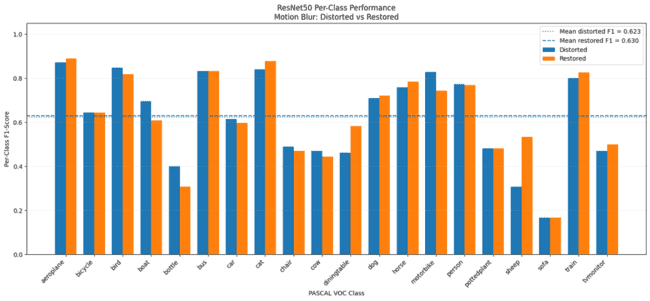 ResNet50 Per-Class Performance
Motion Blur: Distorted vs Restored
Mean distorted F1 = 0.623
Mean restored F1 = 0.630
Distorted
Restored
Per-Class F1-Score
1.0
0.8
0.6
0.4
0.2
0.0
aeroplane
bicycle
bird
boat
bottle
bus
car
cat
chair
cow
diningtable
dog
horse
motorbike
person
pottedplant
sheep
sofa
train
tvmonitor
PASCAL VOC Class